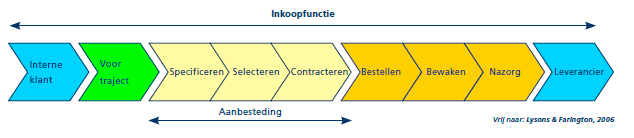 Inkoopfunctie
Interne
klant
Voor
traject
Specificeren
Selecteren
Contracteren
Bestellen
Bewaken
Nazorg
Leverancier
Aanbesteding
Vrij naar: Lysons & Farington, 2006